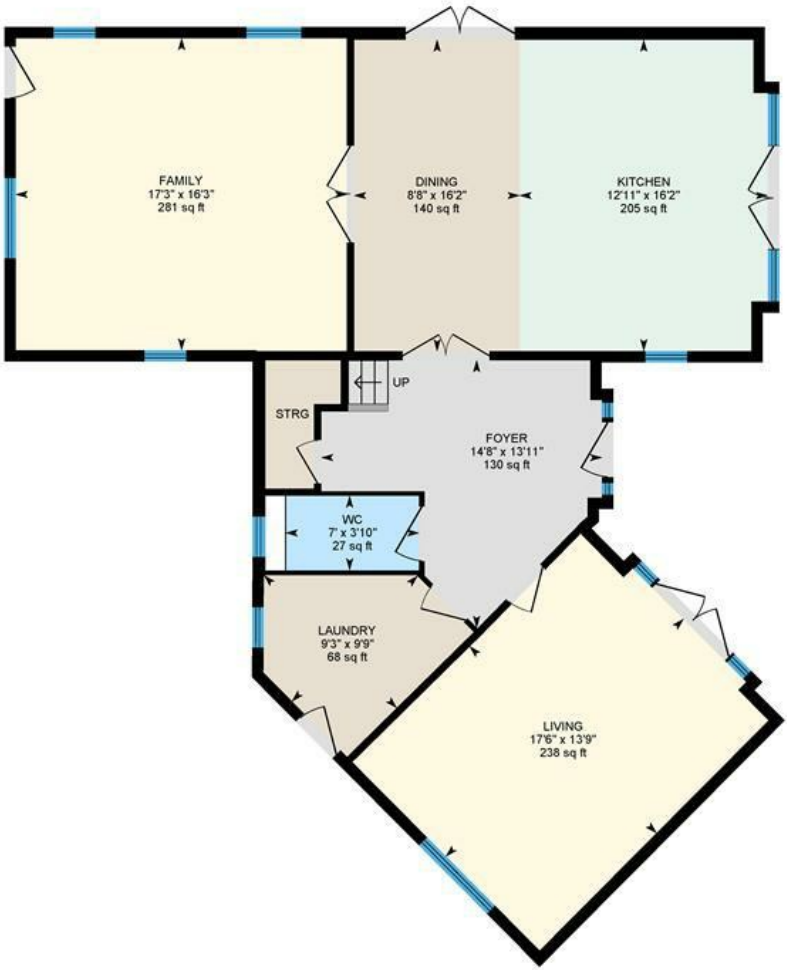 FAMILY
17'3" x 16'3"
281 sq ft
DINING
8'8" x 16'2"
140 sq ft
KITCHEN
12'11" x 16'2"
205 sq ft
UP
STRG
FOYER
14'8" x 13'11"
130 sq ft
WC
7' x 3'10"
27 sq ft
LAUNDRY
9'3" x 9'9"
68 sq ft
LIVING
17'6" x 13'9"
238 sq ft